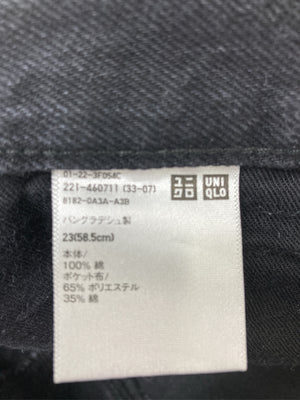 01-22-3F054C
221-460711 (33-07)
8182-0A3A-A3B
ユニクロ
UNIQLO
バングラデシュ製
23(58.5cm)
本体/
100% 綿
ポケット布/
65% ポリエステル
35% 綿